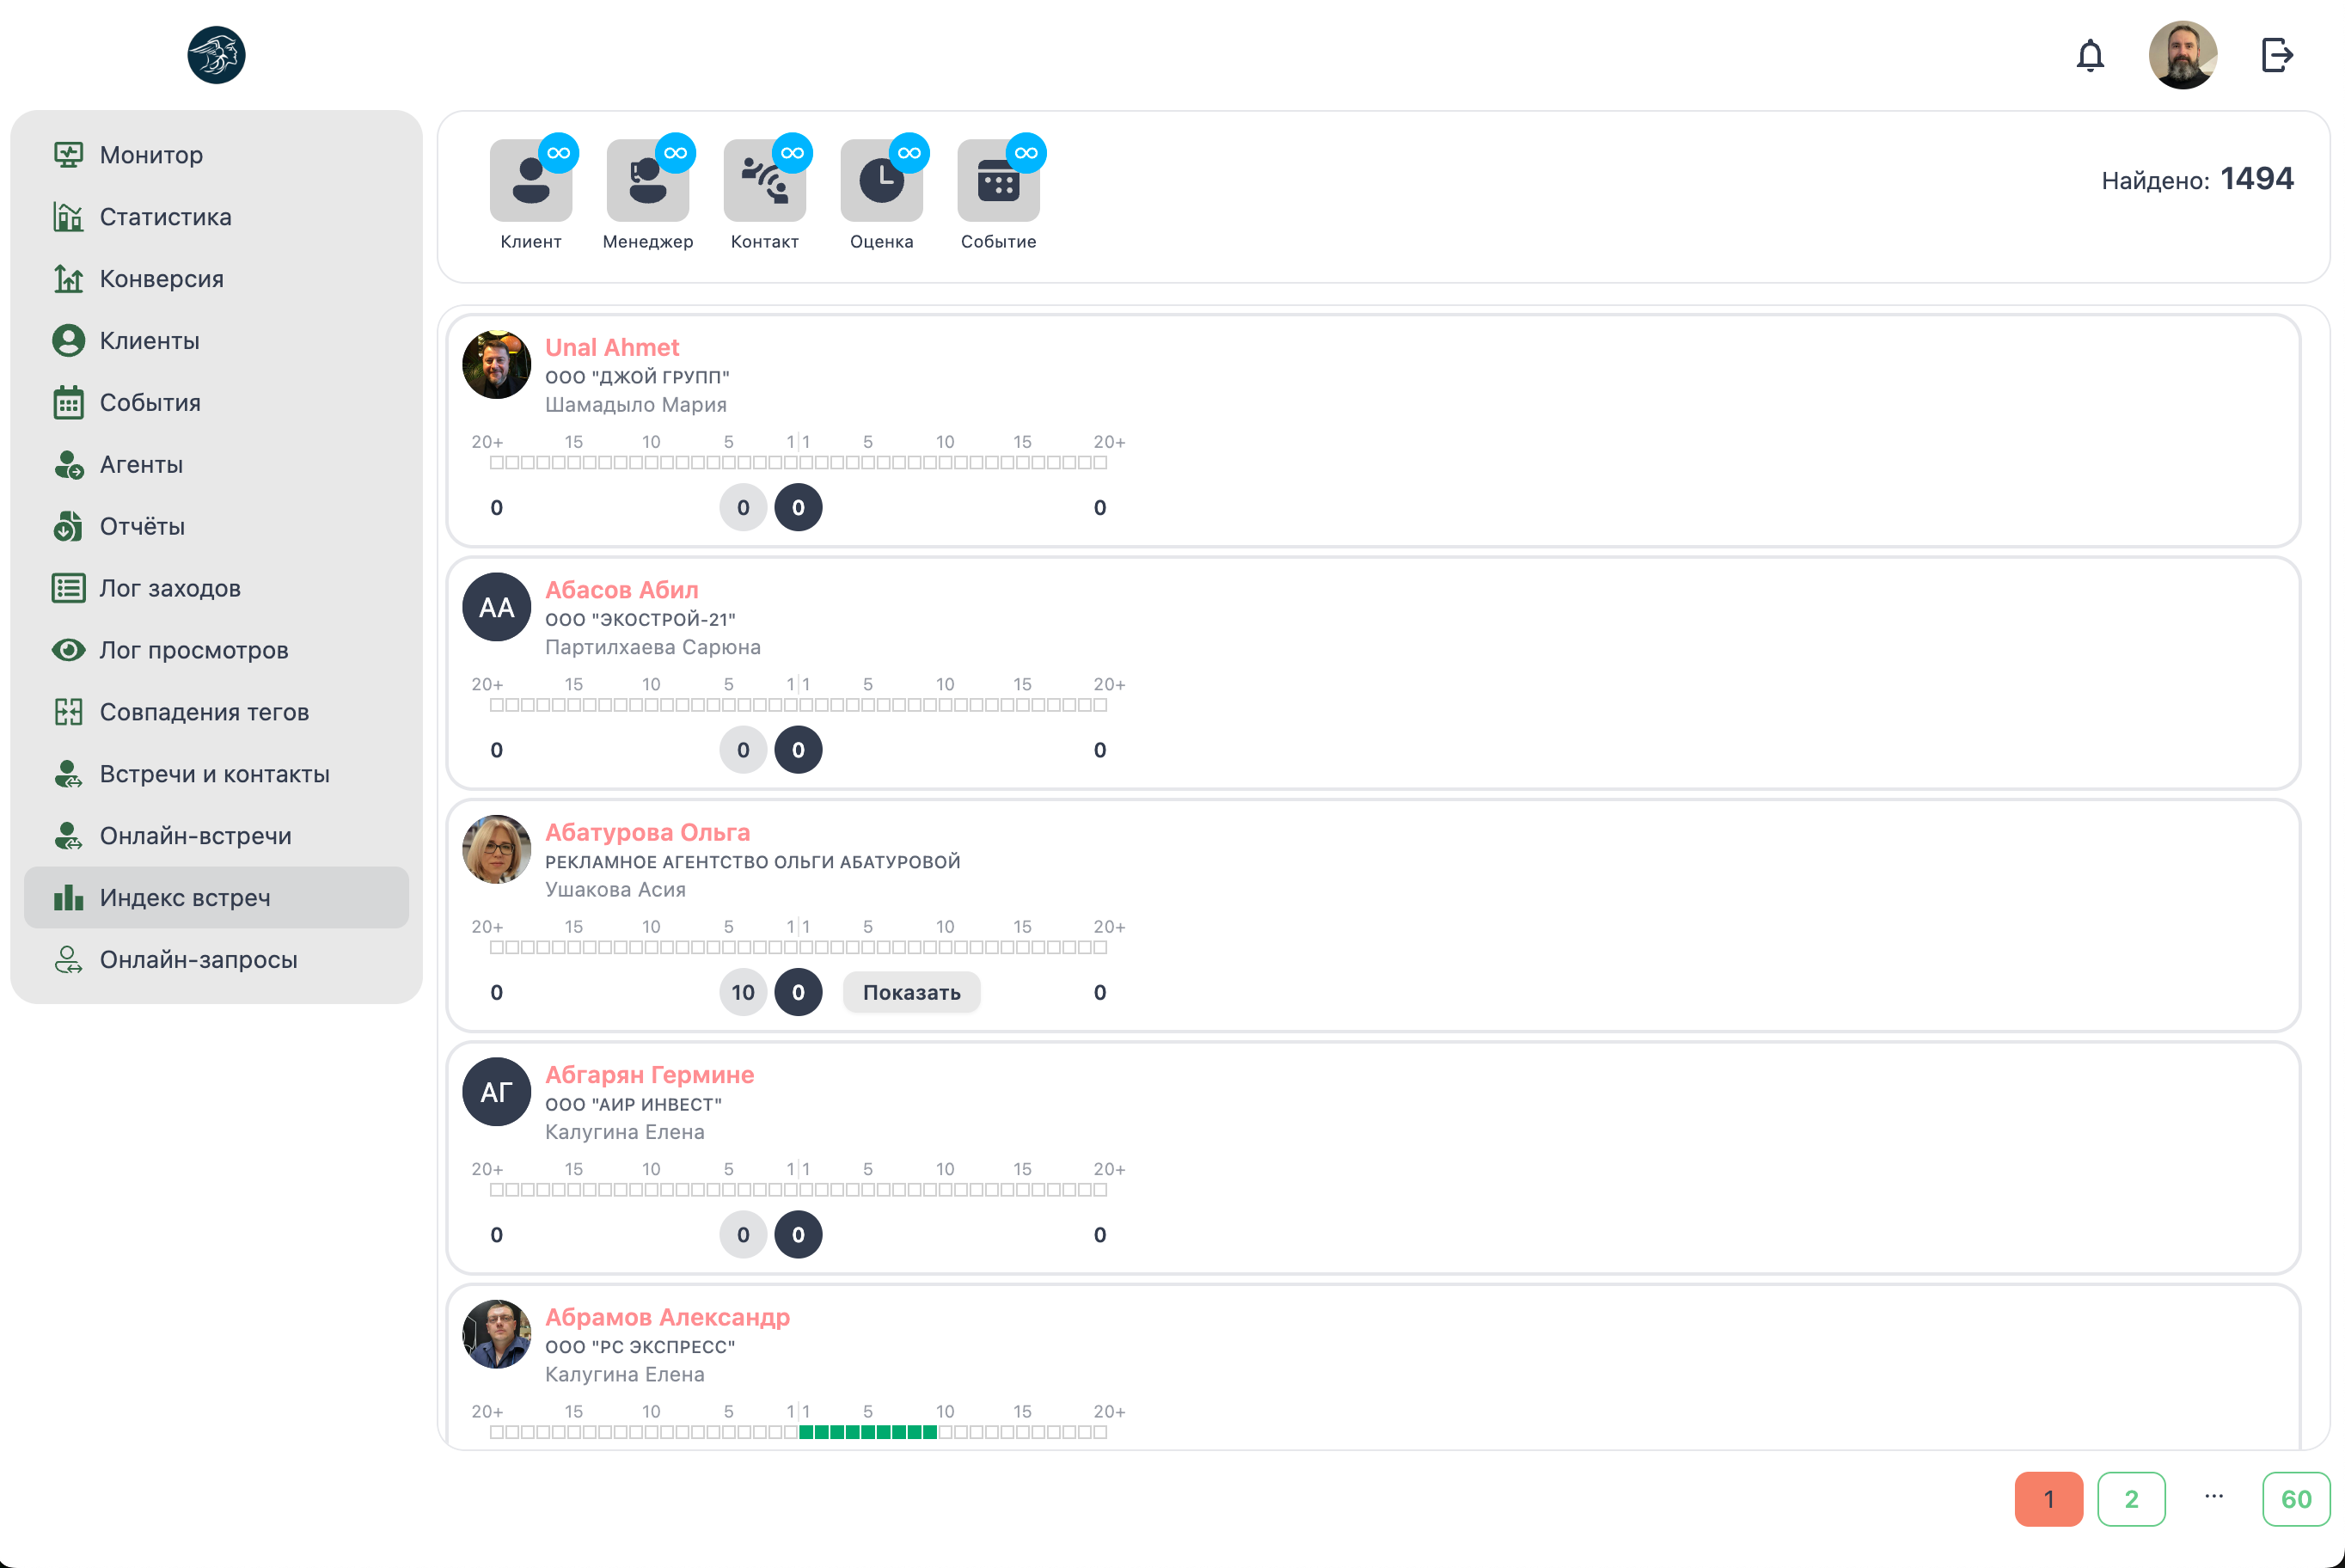 Монитор
Статистика
Конверсия
Клиенты
События
Агенты
Отчёты
Лог заходов
Лог просмотров
Совпадения тегов
Встречи и контакты
Онлайн-встречи
Индекс встреч
Онлайн-запросы
Клиент Менеджер Контакт Оценка Событие
Найдено: 1494
Unal Ahmet
ООО "ДЖОЙ ГРУПП"
Шамадыло Мария
20+ 15 10 5 1 1 5 10 15 20+
0 0 0 0
АА
Абасов Абил
ООО "ЭКОСТРОЙ-21"
Партилхаева Сарюна
20+ 15 10 5 1 1 5 10 15 20+
0 0 0 0
Абатурова Ольга
РЕКЛАМНОЕ АГЕНТСТВО ОЛЬГИ АБАТУРОВОЙ
Ушакова Асия
20+ 15 10 5 1 1 5 10 15 20+
0 10 0 Показать 0
АГ
Абгарян Гермине
ООО "АИР ИНВЕСТ"
Калугина Елена
20+ 15 10 5 1 1 5 10 15 20+
0 0 0 0
Абрамов Александр
ООО "РС ЭКСПРЕСС"
Калугина Елена
20+ 15 10 5 1 1 5 10 15 20+
1 2 ... 60